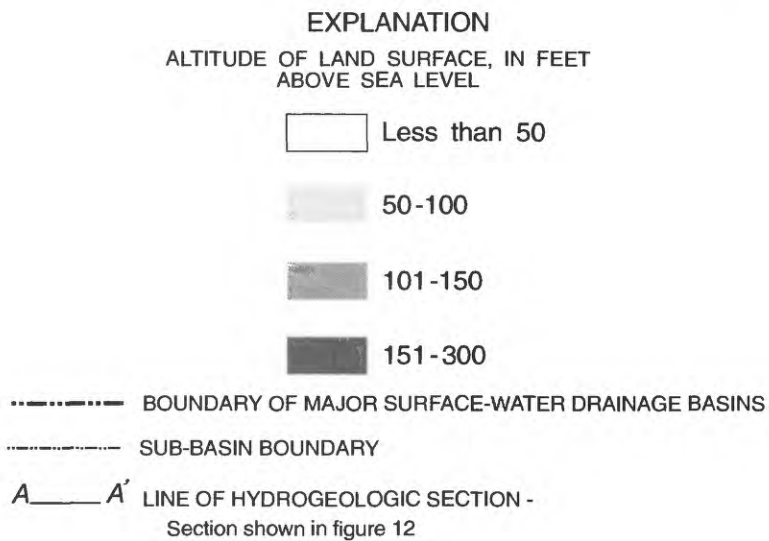 EXPLANATION
ALTITUDE OF LAND SURFACE, IN FEET
ABOVE SEA LEVEL
Less than 50
50-100
101-150
151-300
BOUNDARY OF MAJOR SURFACE-WATER DRAINAGE BASINS
SUB-BASIN BOUNDARY
A____A′ LINE OF HYDROGEOLOGIC SECTION -
Section shown in figure 12